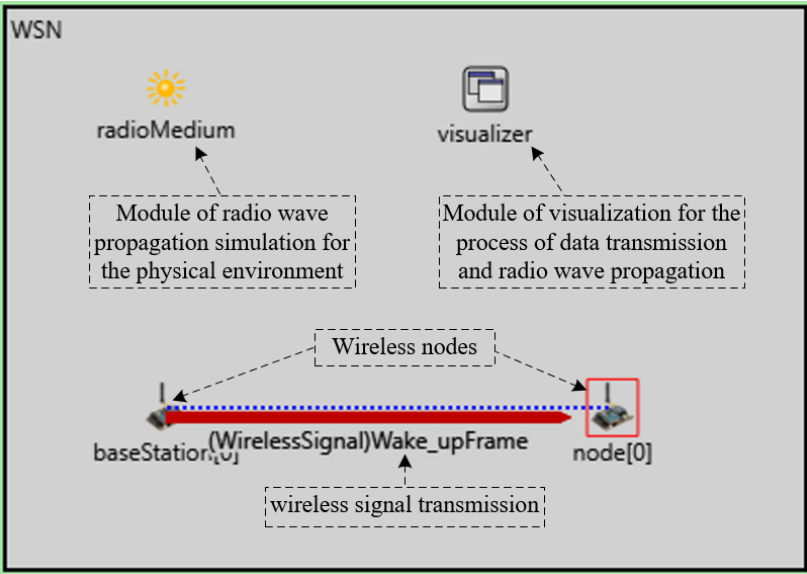 WSN
radioMedium
visualizer
Module of radio wave
propagation simulation for
the physical environment
Module of visualization for the
process of data transmission
and radio wave propagation
Wireless nodes
baseStation[0]
(WirelessSignal)Wake_upFrame
node[0]
wireless signal transmission